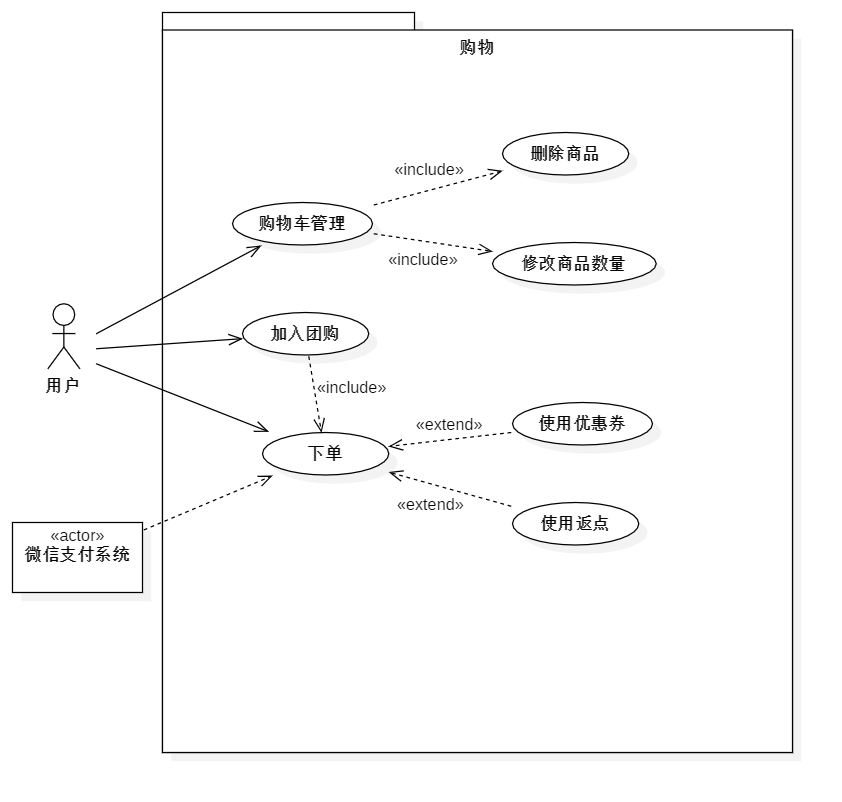 购物
删除商品
«include»
购物车管理
«include»
修改商品数量
加入团购
用户
«include»
使用优惠券
«extend»
下单
«extend»
使用返点
«actor»
微信支付系统